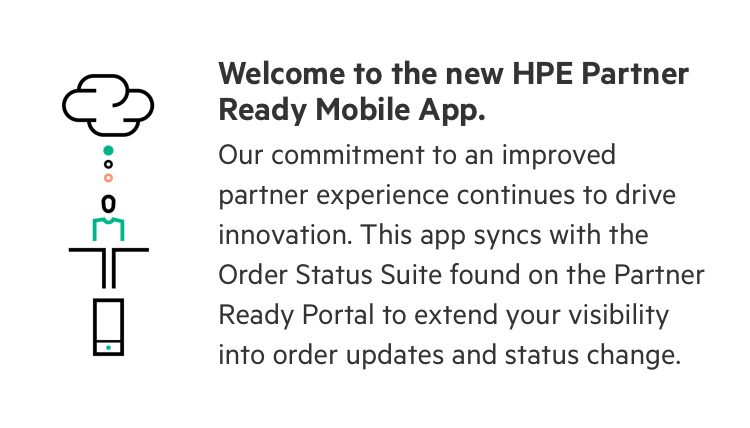 Welcome to the new HPE Partner
Ready Mobile App.
Our commitment to an improved
partner experience continues to drive
innovation. This app syncs with the
Order Status Suite found on the Partner
Ready Portal to extend your visibility
into order updates and status change.